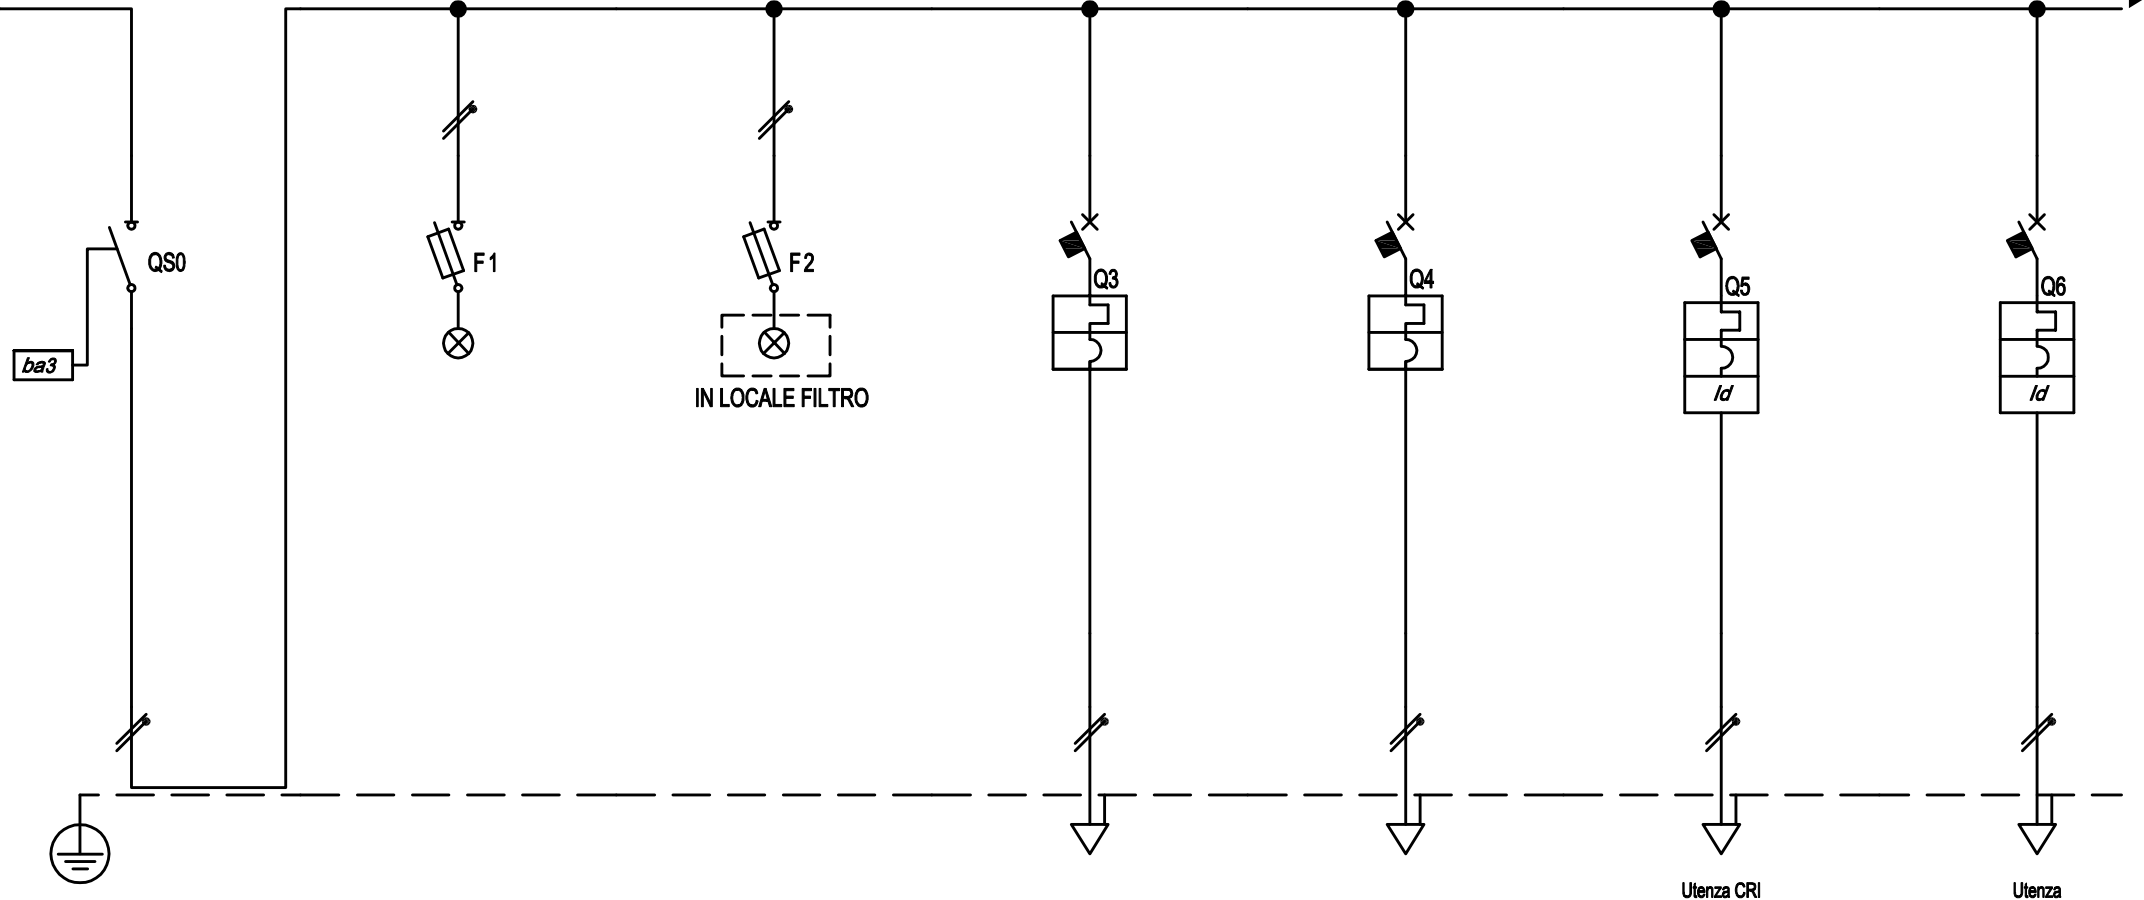 QS0
F1
F2
Q3
Q4
Q5
Q6
ba3
Id
Id
IN LOCALE FILTRO
Utenza CRI
Utenza